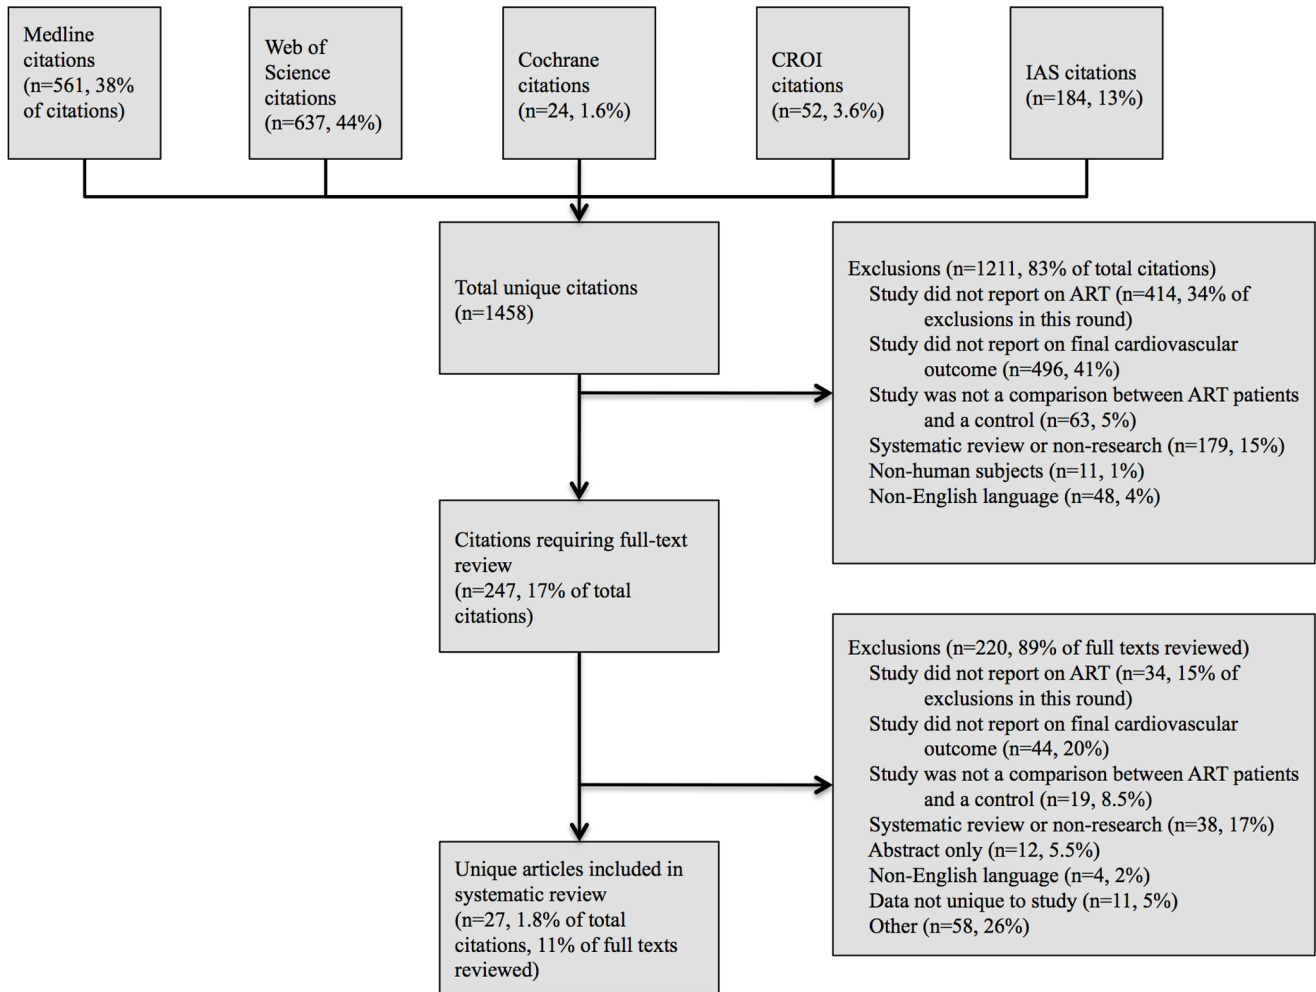 Medline
citations
(n=561, 38%
of citations)
Web of
Science
citations
(n=637, 44%)
Cochrane
citations
(n=24, 1.6%)
CROI
citations
(n=52, 3.6%)
IAS citations
(n=184, 13%)
Total unique citations
(n=1458)
Exclusions (n=1211, 83% of total citations)
Study did not report on ART (n=414, 34% of
exclusions in this round)
Study did not report on final cardiovascular
outcome (n=496, 41%)
Study was not a comparison between ART patients
and a control (n=63, 5%)
Systematic review or non-research (n=179, 15%)
Non-human subjects (n=11, 1%)
Non-English language (n=48, 4%)
Citations requiring full-text
review
(n=247, 17% of total
citations)
Exclusions (n=220, 89% of full texts reviewed)
Study did not report on ART (n=34, 15% of
exclusions in this round)
Study did not report on final cardiovascular
outcome (n=44, 20%)
Study was not a comparison between ART patients
and a control (n=19, 8.5%)
Systematic review or non-research (n=38, 17%)
Abstract only (n=12, 5.5%)
Non-English language (n=4, 2%)
Data not unique to study (n=11, 5%)
Other (n=58, 26%)
Unique articles included in
systematic review
(n=27, 1.8% of total
citations, 11% of full texts
reviewed)